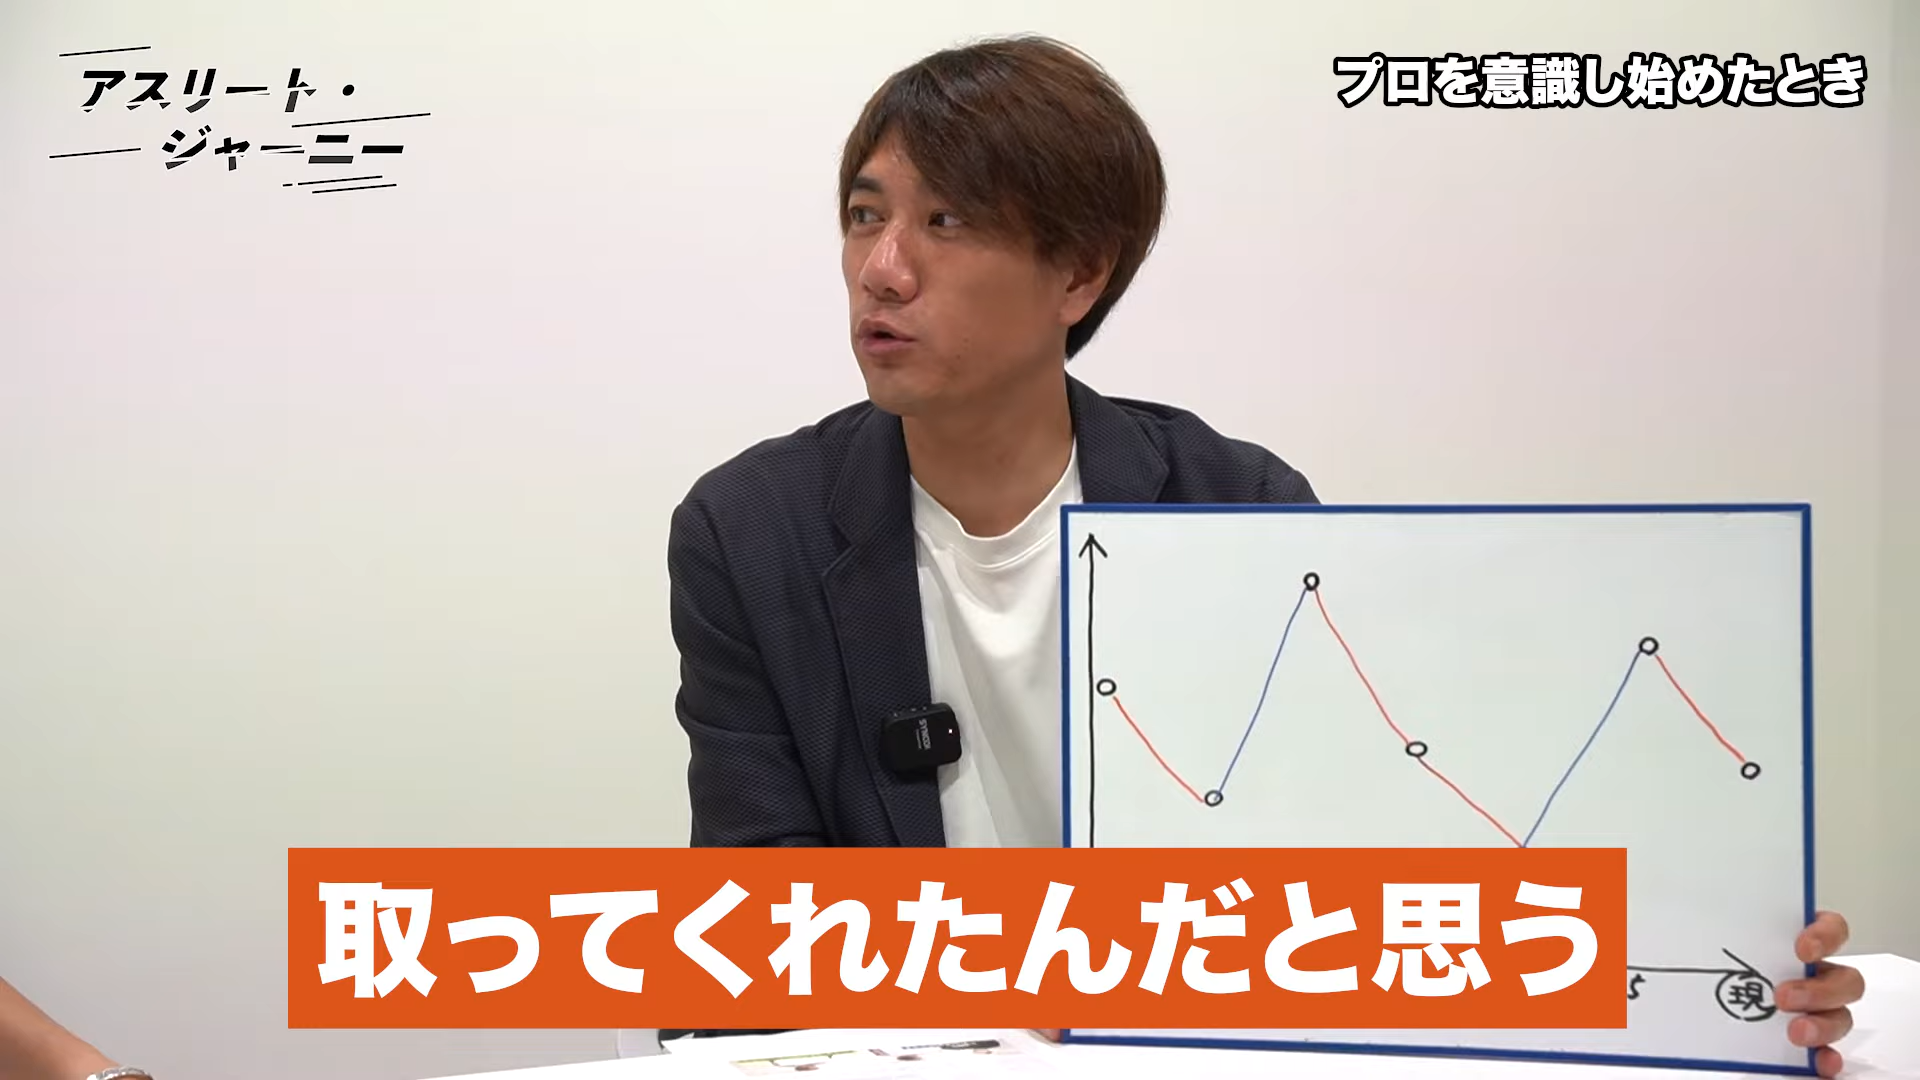 アスリート・
ジャーニー
プロを意識し始めたとき
取ってくれたんだと思う
5
現